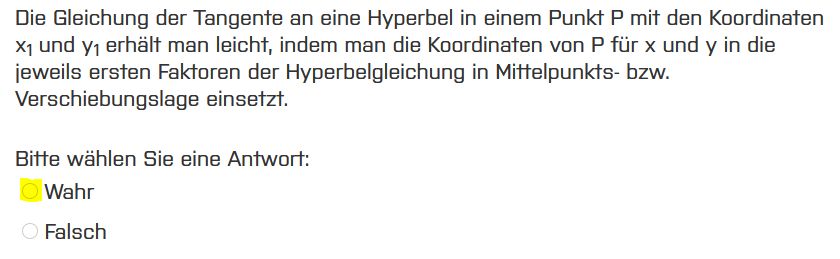 Die Gleichung der Tangente an eine Hyperbel in einem Punkt P mit den Koordinaten
x₁ und y₁ erhält man leicht, indem man die Koordinaten von P für x und y in die
jeweils ersten Faktoren der Hyperbelgleichung in Mittelpunkts- bzw.
Verschiebungslage einsetzt.
Bitte wählen Sie eine Antwort:
Wahr
Falsch